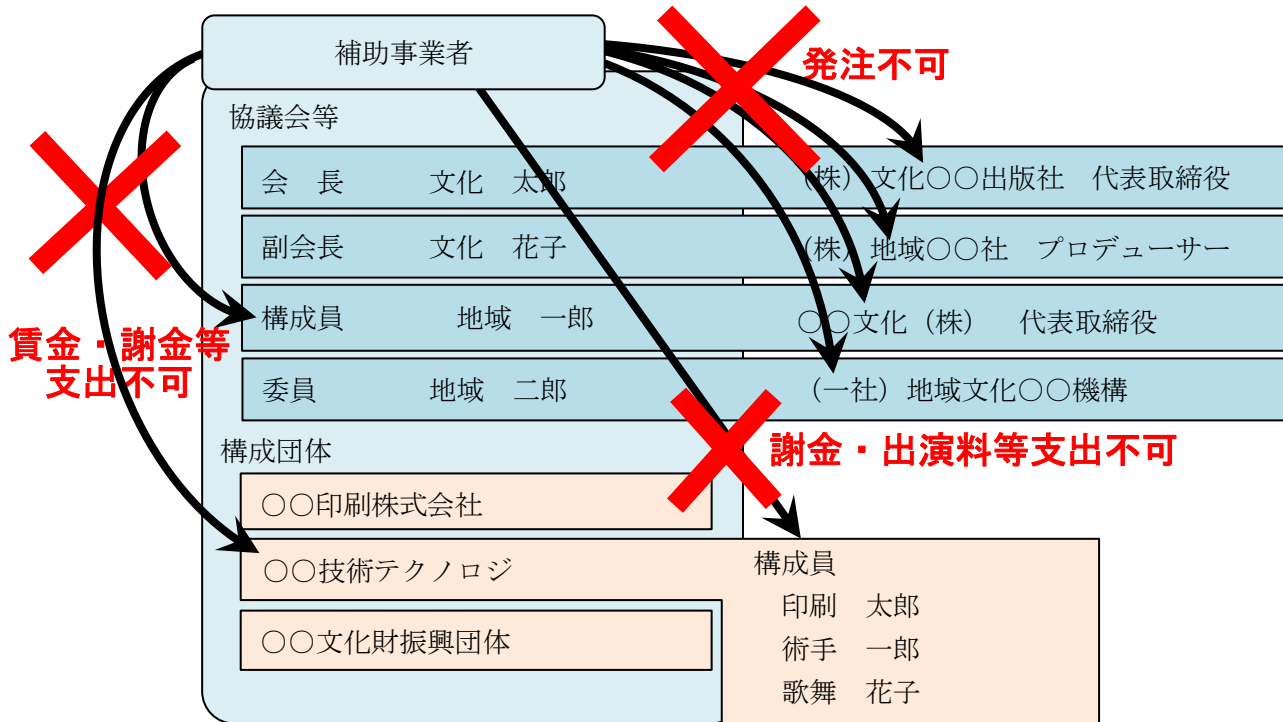 補助事業者
発注不可
協議会等
会　長　　　文化　太郎　　　（株）文化○○出版社　代表取締役
副会長　　　文化　花子　　　（株）地域○○社　プロデューサー
構成員　　　地域　一郎　　　○○文化（株）　代表取締役
委員　　　地域　二郎　　　（一社）地域文化○○機構
賃金・謝金等
支出不可
謝金・出演料等支出不可
構成団体
○○印刷株式会社
○○技術テクノロジ
○○文化財振興団体
構成員
印刷　太郎
術手　一郎
歌舞　花子